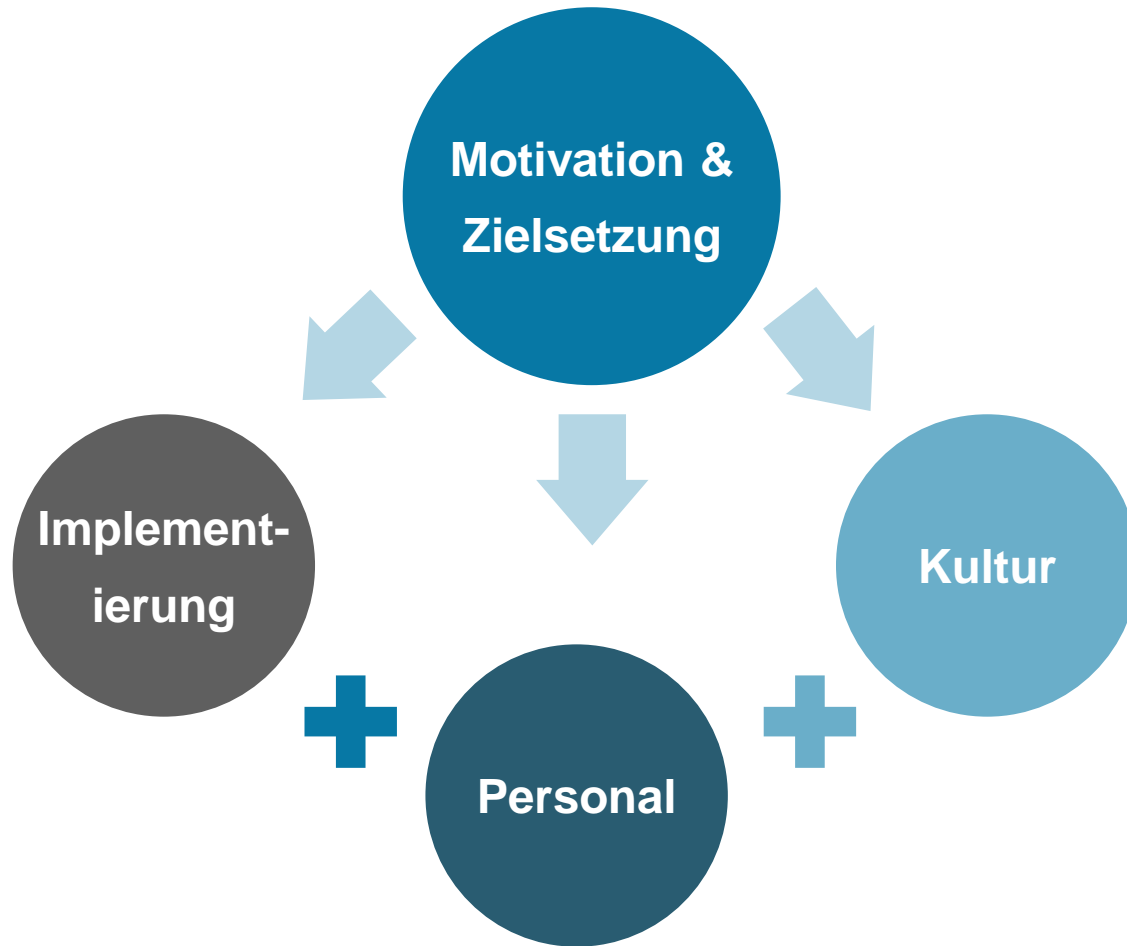 Motivation &
Zielsetzung
Implement-
ierung
Kultur
Personal